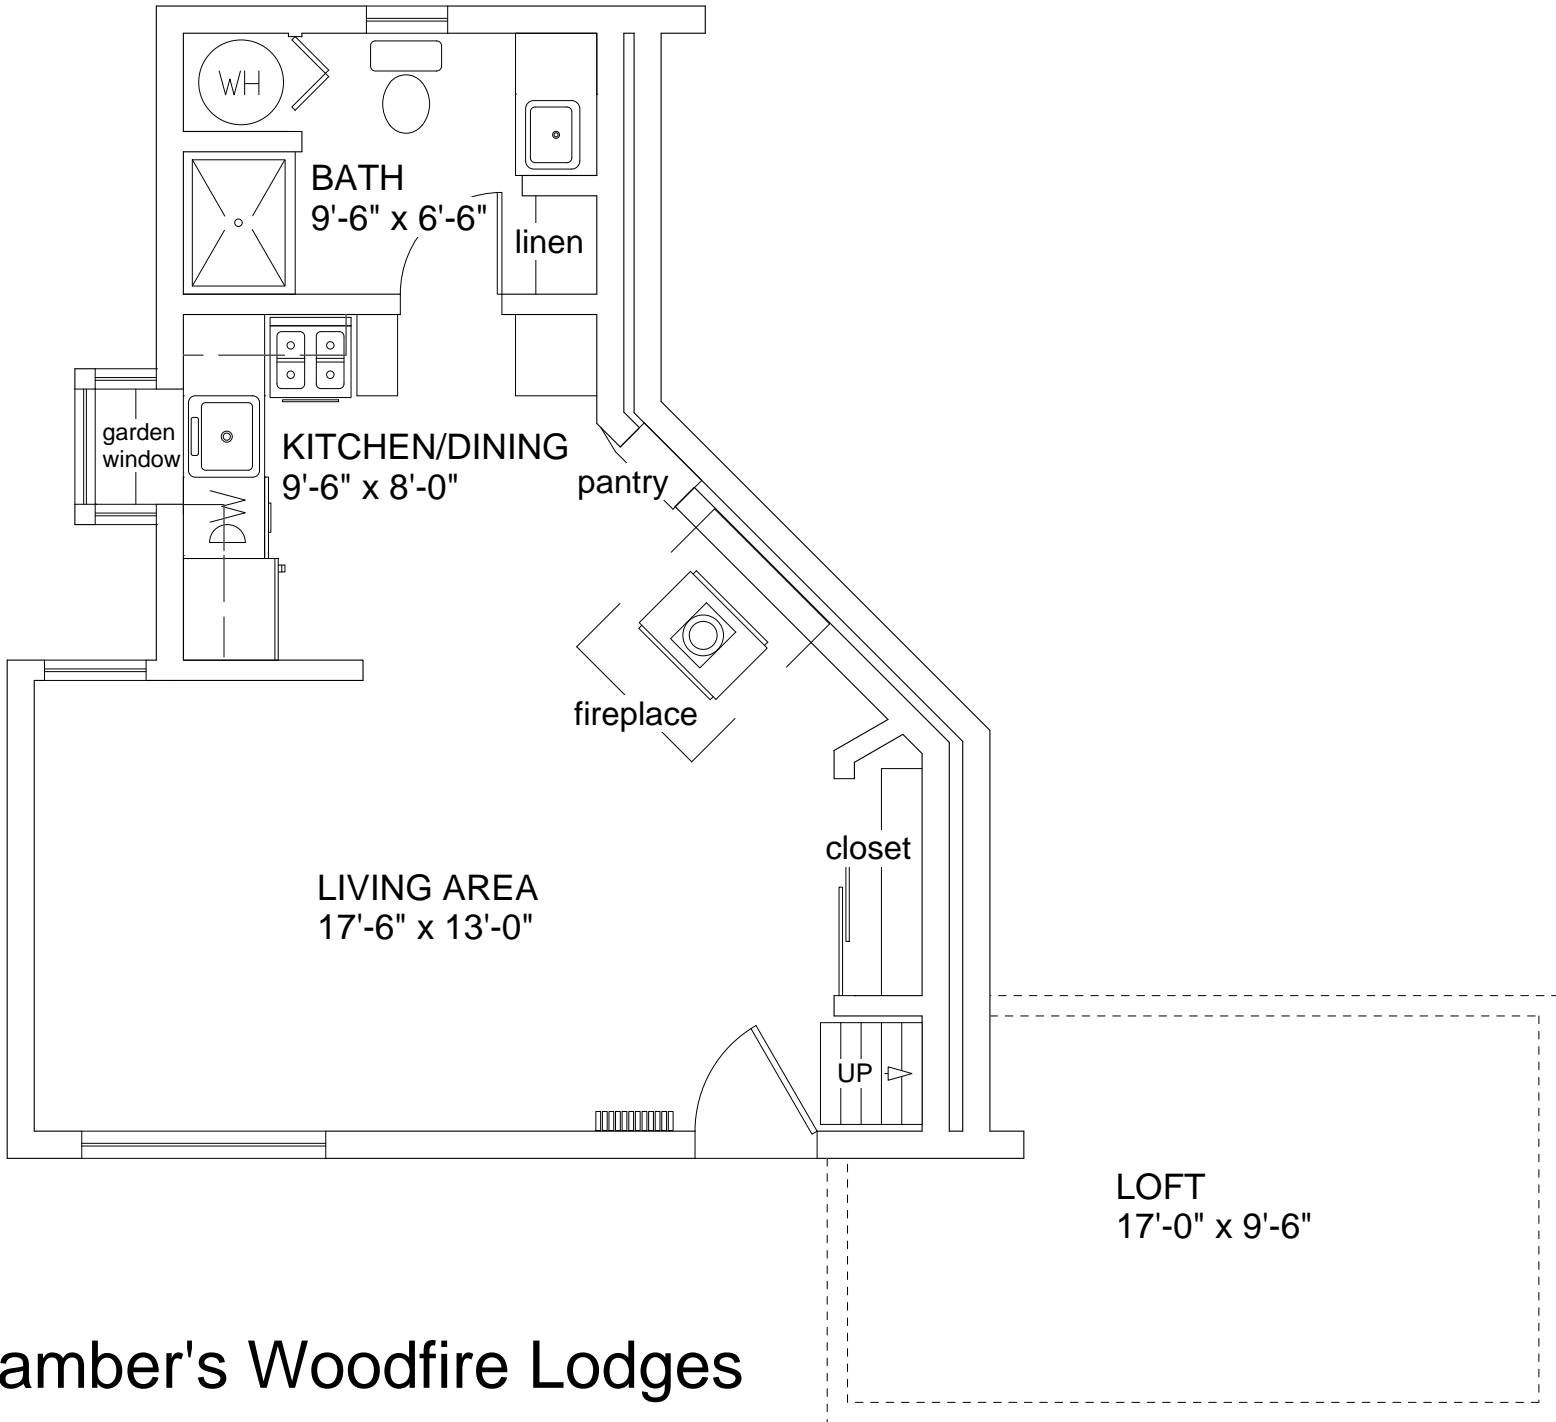 WH
BATH
9'-6" x 6'-6"
linen
garden
window
KITCHEN/DINING
9'-6" x 8'-0"
pantry
fireplace
closet
LIVING AREA
17'-6" x 13'-0"
UP
LOFT
17'-0" x 9'-6"
amber's Woodfire Lodges